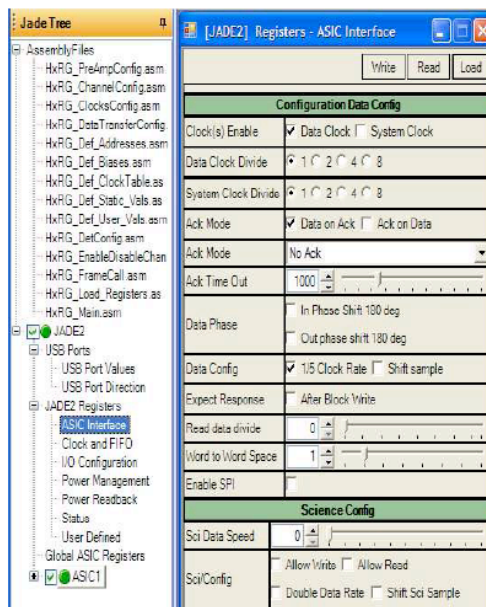 Jade Tree
AssemblyFiles
HxRG_PreAmpConfig.asm
HxRG_ChannelConfig.asm
HxRG_ClocksConfig.asm
HxRG_DataTransferConfig.
HxRG_Def_Addresses.asm
HxRG_Def_Biases.asm
HxRG_Def_ClockTable.as
HxRG_Def_Static_Vals.as
HxRG_Def_User_Vals.asm
HxRG_DetConfig.asm
HxRG_EnableDisableChan
HxRG_FrameCall.asm
HxRG_Load_Registers.as
HxRG_Main.asm
JADE2
USB Ports
USB Port Values
USB Port Direction
JADE2 Registers
ASIC Interface
Clock and FIFO
I/O Configuration
Power Management
Power Readback
Status
User Defined
Global ASIC Registers
ASIC1
[JADE2] Registers - ASIC Interface
Write Read Load
Configuration Data Config
Clock(s) Enable Data Clock System Clock
Data Clock Divide 1 2 4 8
System Clock Divide 1 2 4 8
Ack Mode Data on Ack Ack on Data
Ack Mode No Ack
Ack Time Out 1000
Data Phase In Phase Shift 180 deg
Out phase shift 180 deg
Data Config 1/5 Clock Rate Shift sample
Expect Response After Block Write
Read data divide 0
Word to Word Space 1
Enable SPI
Science Config
Sci Data Speed 0
Sci/Config Allow Write Allow Read
Double Data Rate Shift Sci Sample